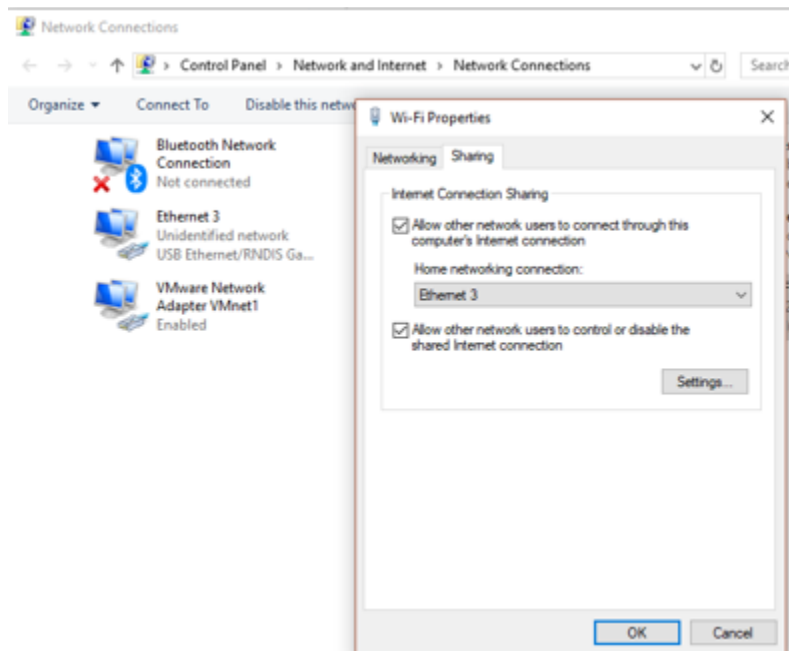 Network Connections
Control Panel > Network and Internet > Network Connections
Search
Organize
Connect To
Disable this netw
Bluetooth Network
Connection
Not connected
Ethernet 3
Unidentified network
USB Ethernet/RNDIS Ga...
VMware Network
Adapter VMnet1
Enabled
Wi-Fi Properties
Networking
Sharing
Internet Connection Sharing
Allow other network users to connect through this
computer's Internet connection
Home networking connection:
Ethernet 3
Allow other network users to control or disable the
shared Internet connection
Settings...
OK
Cancel